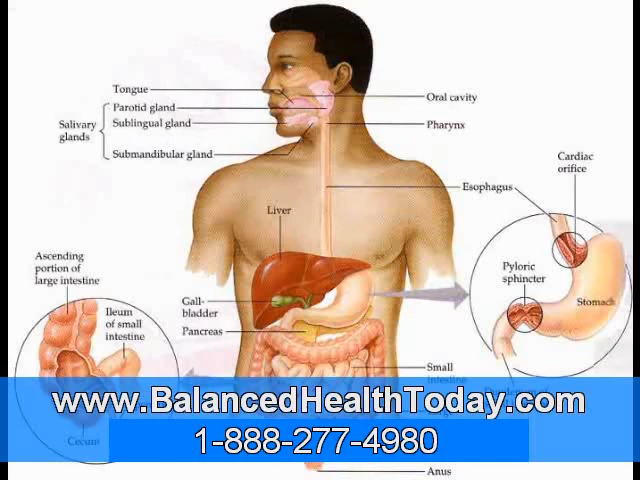 Tongue
Parotid gland
Salivary
glands
Sublingual gland
Submandibular gland
Oral cavity
Pharynx
Cardiac
orifice
Esophagus
Liver
Ascending
portion of
large intestine
Pyloric
sphincter
Ileum
of small
intestine
Gall-
bladder
Stomach
Pancreas
Small
intestine
www.BalancedHealthToday.com
Cecum
1-888-277-4980
Anus